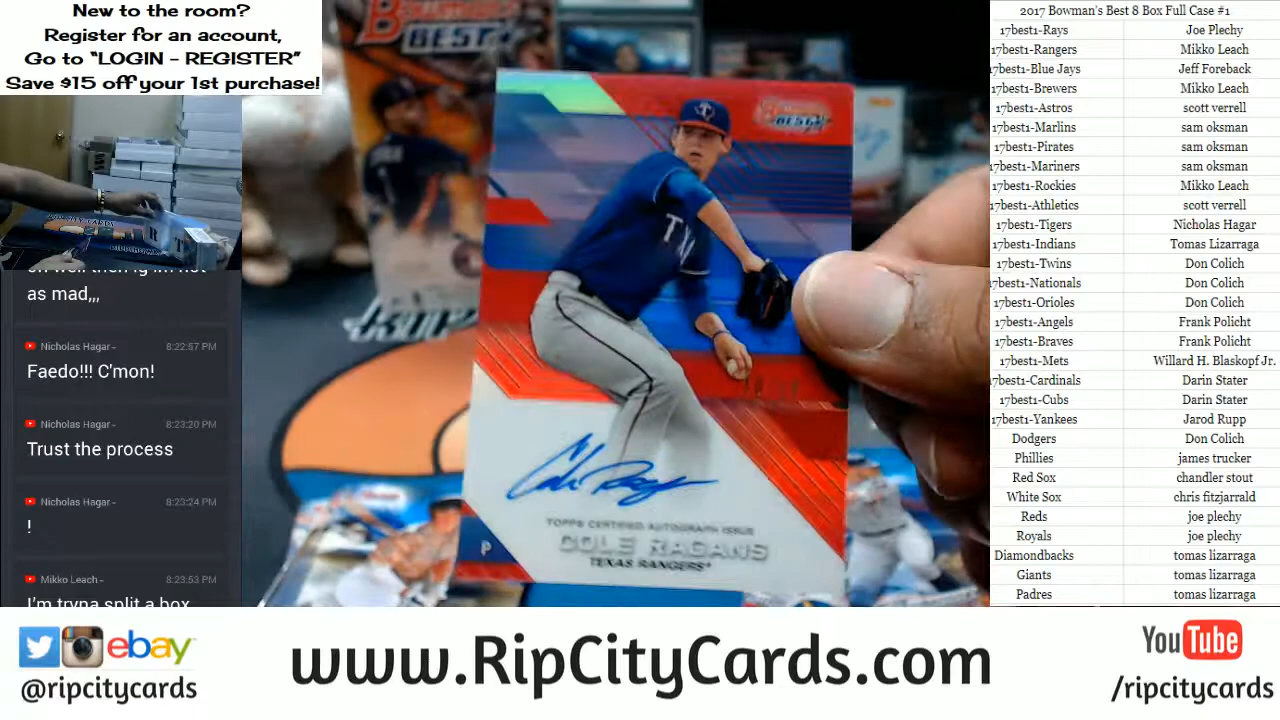 New to the room?
Register for an account,
Go to “LOGIN - REGISTER”
Save $15 off your 1st purchase!
as mad,,,
Nicholas Hagar- 8:22:57 PM
Faedo!!! C'mon!
Nicholas Hagar- 8:23:20 PM
Trust the process
Nicholas Hagar- 8:23:24 PM
!
Mikko Leach- 8:23:53 PM
I'm tryna split a box
BEST
BEST
TOPPS CERTIFIED AUTOGRAPH ISSUE
P COLE RAGANS
TEXAS RANGERS
2017 Bowman's Best 8 Box Full Case #1
17best1-Rays Joe Plechy
17best1-Rangers Mikko Leach
17best1-Blue Jays Jeff Foreback
17best1-Brewers Mikko Leach
17best1-Astros scott verrell
17best1-Marlins sam oksman
17best1-Pirates sam oksman
17best1-Mariners sam oksman
17best1-Rockies Mikko Leach
17best1-Athletics scott verrell
17best1-Tigers Nicholas Hagar
17best1-Indians Tomas Lizarraga
17best1-Twins Don Colich
17best1-Nationals Don Colich
17best1-Orioles Don Colich
17best1-Angels Frank Policht
17best1-Braves Frank Policht
17best1-Mets Willard H. Blaskopf Jr.
17best1-Cardinals Darin Stater
17best1-Cubs Darin Stater
17best1-Yankees Jarod Rupp
Dodgers Don Colich
Phillies james trucker
Red Sox chandler stout
White Sox chris fitzjarrald
Reds joe plechy
Royals joe plechy
Diamondbacks tomas lizarraga
Giants tomas lizarraga
Padres tomas lizarraga
ebay
@ripcitycards
www.RipCityCards.com
YouTube
/ripcitycards